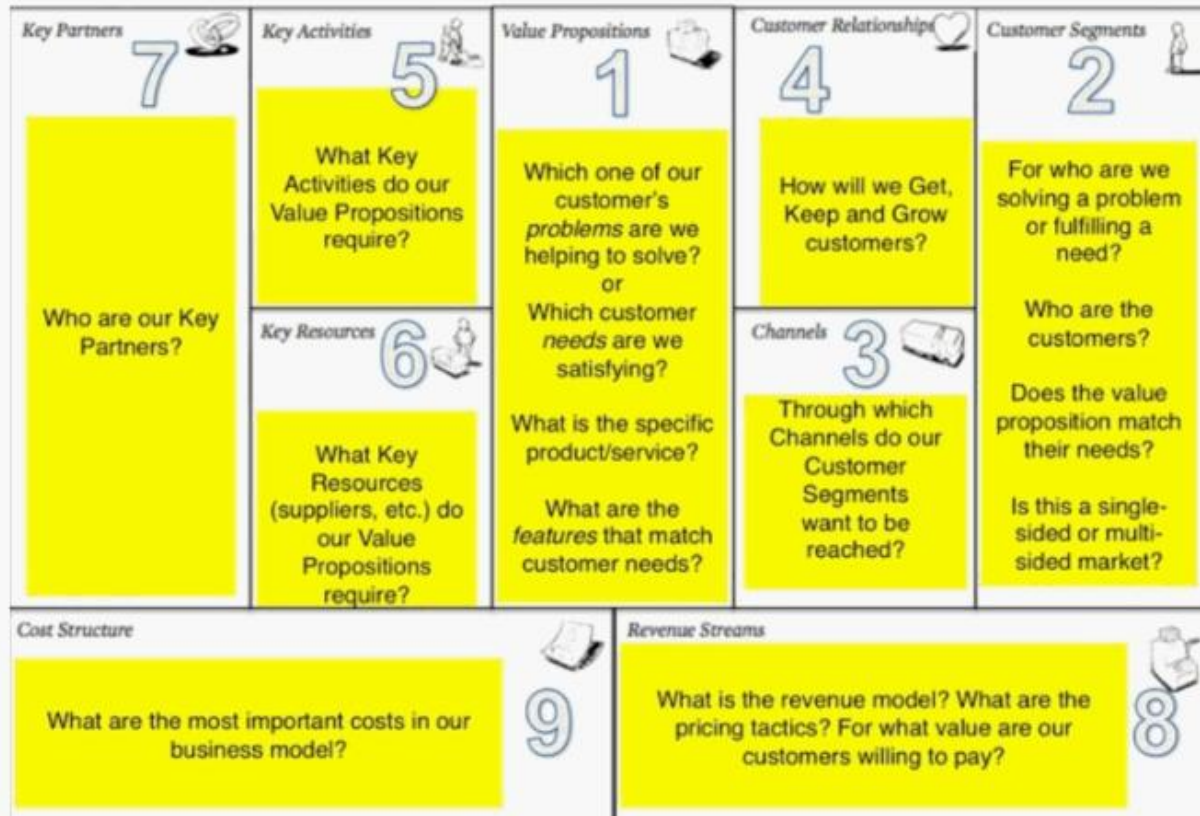 Key Partners
7
Who are our Key
Partners?
Key Activities
5
What Key
Activities do our
Value Propositions
require?
Key Resources
6
What Key
Resources
(suppliers, etc.) do
our Value
Propositions
require?
Value Propositions
1
Which one of our
customer's
problems are we
helping to solve?
or
Which customer
needs are we
satisfying?
What is the specific
product/service?
What are the
features that match
customer needs?
Customer Relationships
4
How will we Get,
Keep and Grow
customers?
Channels
3
Through which
Channels do our
Customer
Segments
want to be
reached?
Customer Segments
2
For who are we
solving a problem
or fulfilling a
need?
Who are the
customers?
Does the value
proposition match
their needs?
Is this a single-
sided or multi-
sided market?
Cost Structure
9
What are the most important costs in our
business model?
Revenue Streams
8
What is the revenue model? What are the
pricing tactics? For what value are our
customers willing to pay?